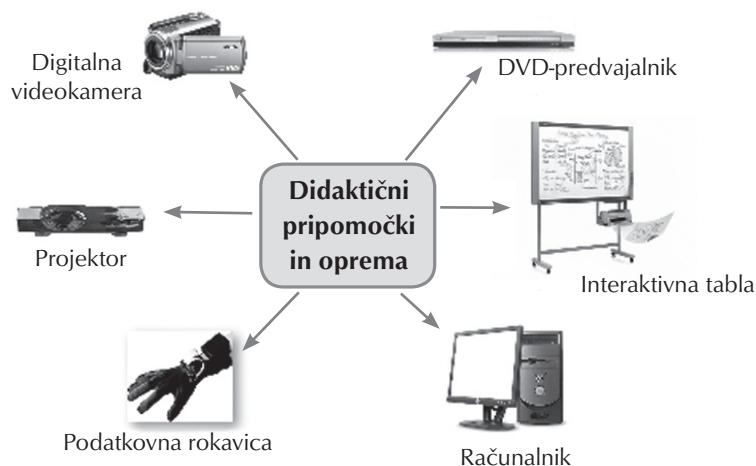 Digitalna
videokamera
DVD-predvajalnik
Didaktični
pripomočki
in oprema
Projektor
Interaktivna tabla
Podatkovna rokavica
Računalnik